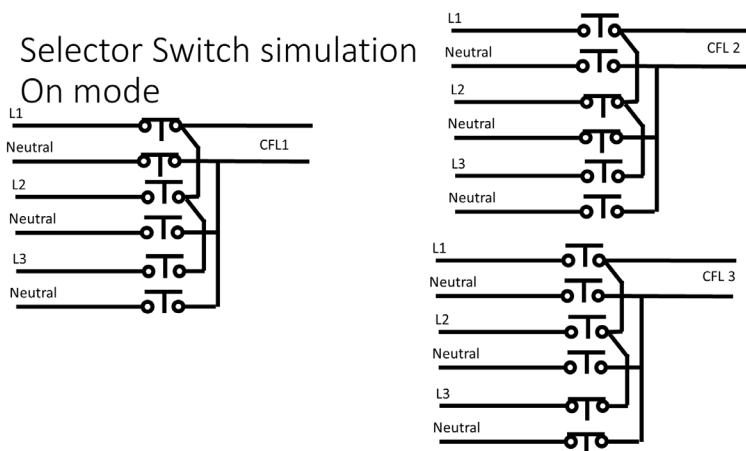 Selector Switch simulation
On mode
L1
Neutral
CFL1
L2
Neutral
L3
Neutral
L1
Neutral
CFL 2
L2
Neutral
L3
Neutral
L1
Neutral
CFL 3
L2
Neutral
L3
Neutral